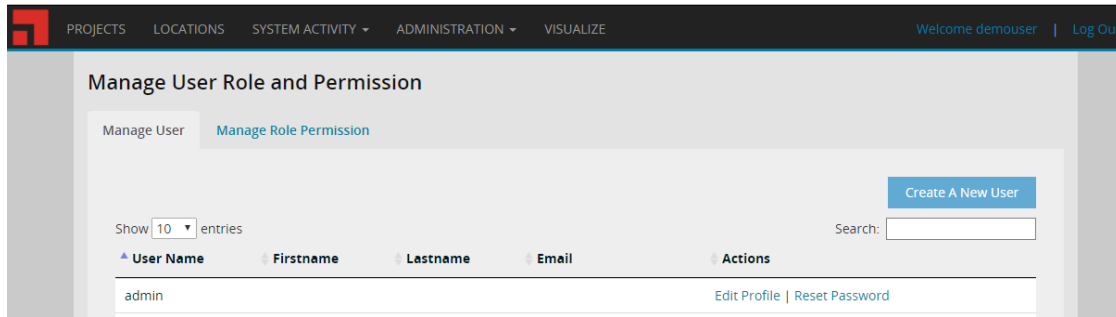 PROJECTS LOCATIONS SYSTEM ACTIVITY ADMINISTRATION VISUALIZE Welcome demouser | Log Ou
Manage User Role and Permission
Manage User Manage Role Permission
Create A New User
Show 10 entries Search:
User Name Firstname Lastname Email Actions
admin Edit Profile | Reset Password